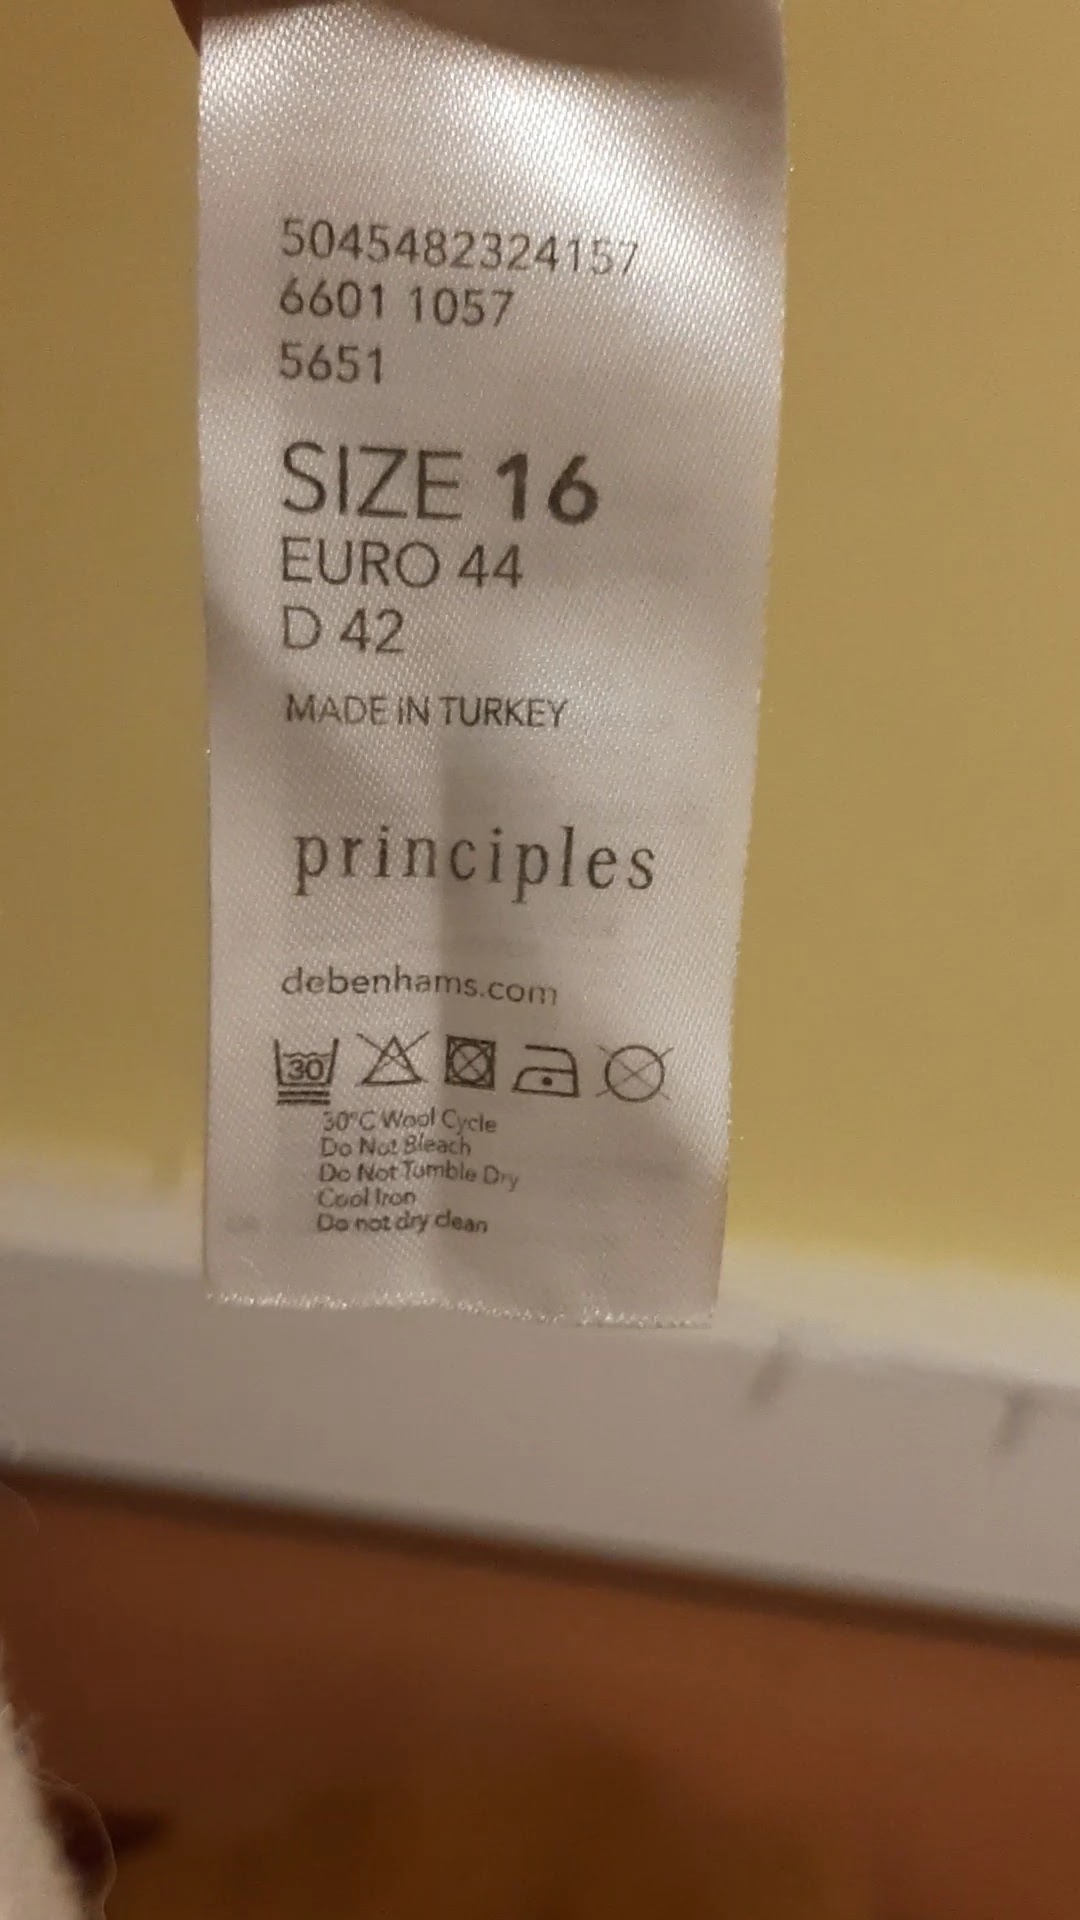 5045482324157
6601 1057
5651
SIZE 16
EURO 44
D 42
MADE IN TURKEY
principles
debenhams.com
30
30°C Wool Cycle
Do Not Bleach
Do Not Tumble Dry
Cool Iron
Do not dry clean